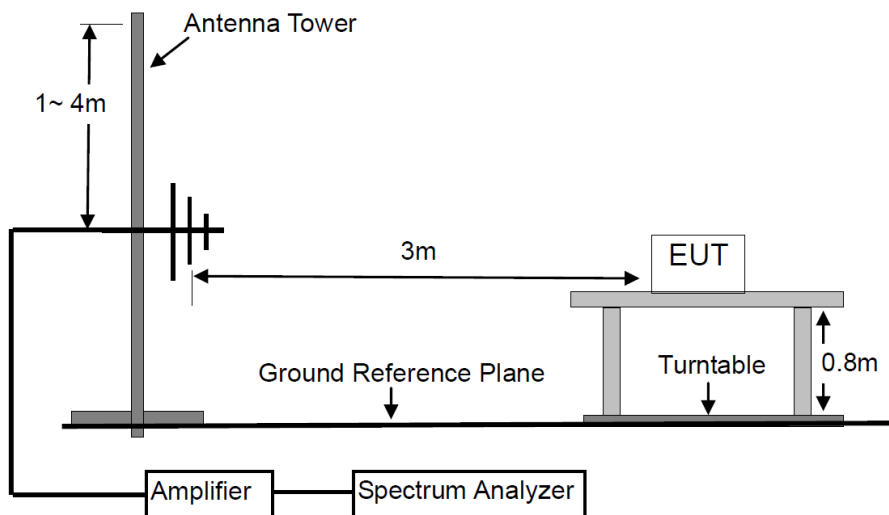 Antenna Tower
1~ 4m
3m
EUT
Ground Reference Plane
Turntable
0.8m
Amplifier
Spectrum Analyzer